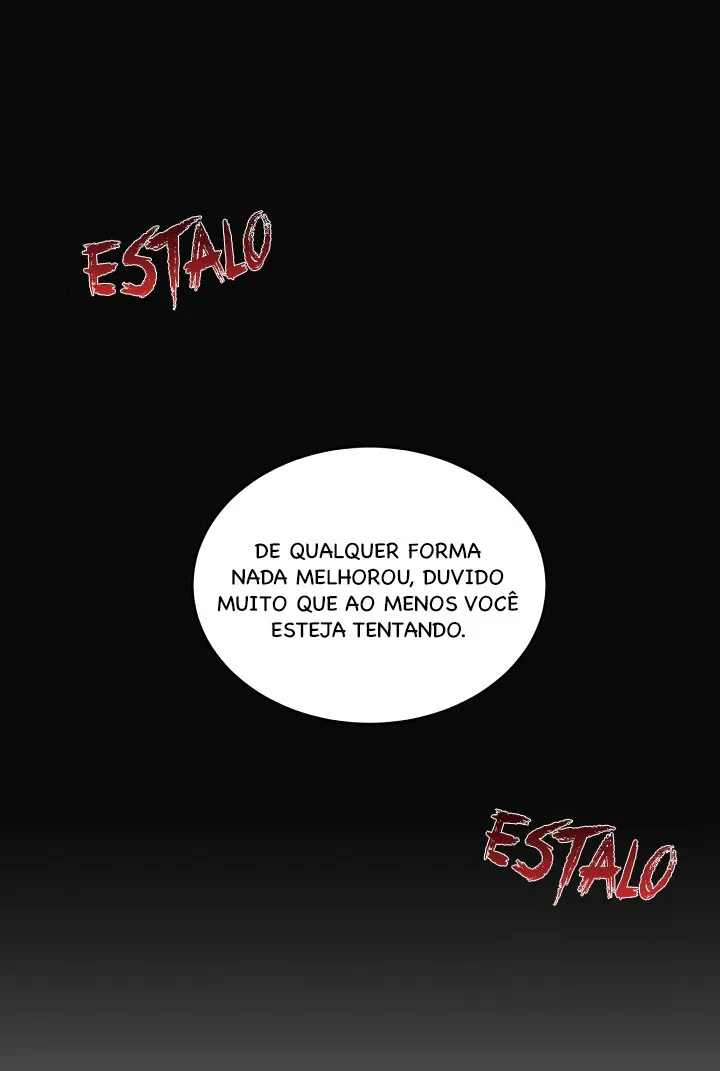 ESTALO
DE QUALQUER FORMA
NADA MELHOROU, DUVIDO
MUITO QUE AO MENOS VOCÊ
ESTEJA TENTANDO.
ESTALO